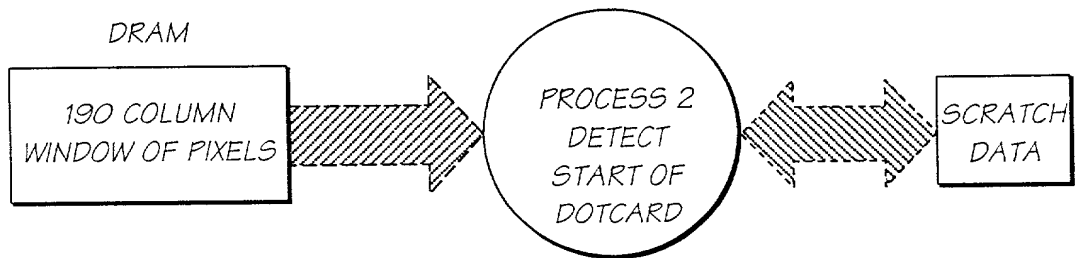 DRAM
190 COLUMN
WINDOW OF PIXELS
PROCESS 2
DETECT
START OF
DOTCARD
SCRATCH
DATA